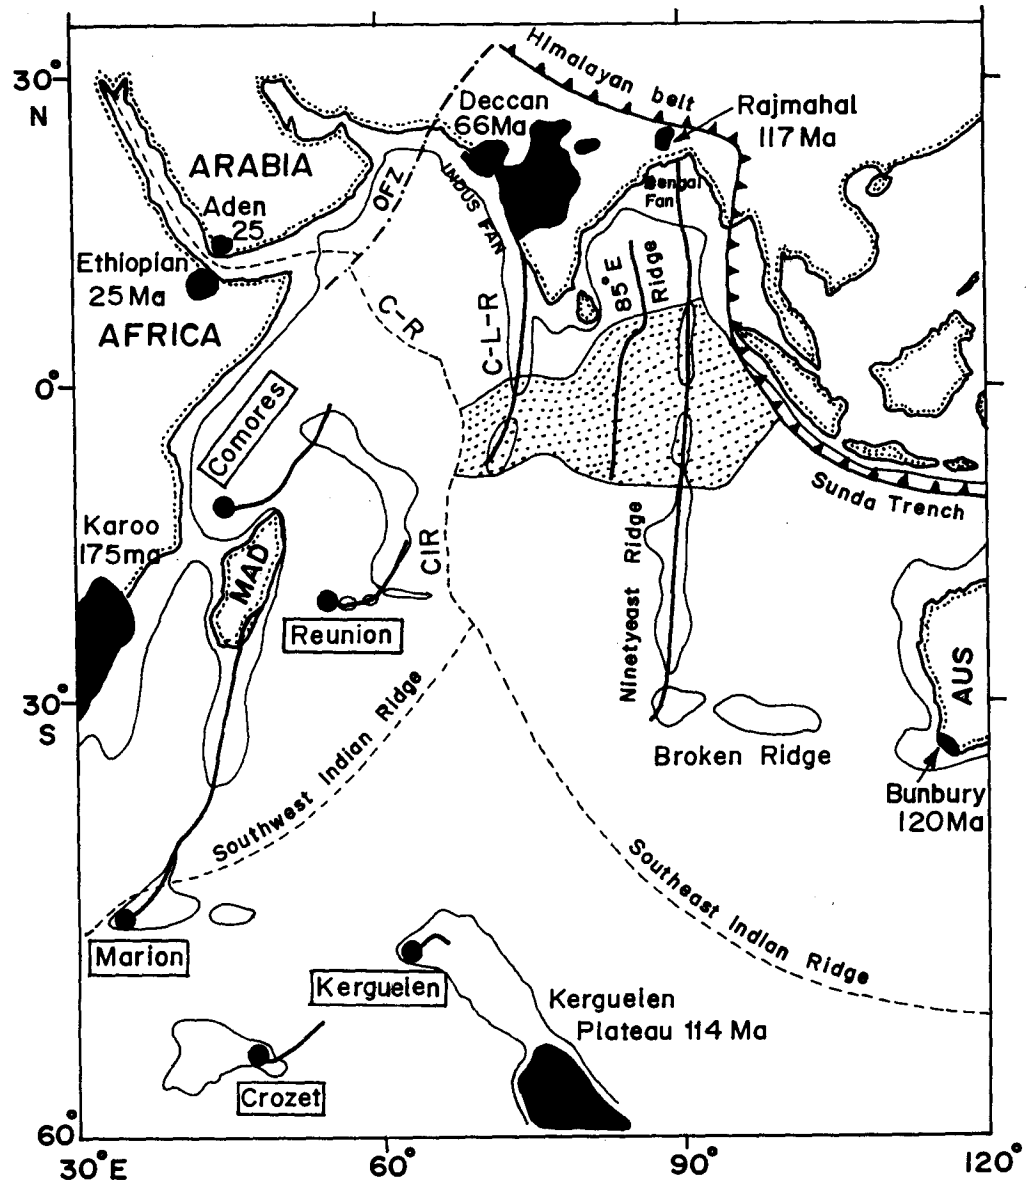 30°
N
Himalayan belt
Deccan
66Ma
Rajmahal
117 Ma
ARABIA
OFZ
INDUS FAN
Bengal
Fan
Aden
25
Ethiopian
25Ma
AFRICA
C-R
C-L-R
85°E
Ridge
0°
Comores
Sunda Trench
Karoo
175ma
MAD
CIR
Reunion
Ninetyeast Ridge
AUS
30°
S
Broken Ridge
Southwest Indian Ridge
Bunbury
120Ma
Southeast Indian Ridge
Marion
Kerguelen
Kerguelen
Plateau 114 Ma
Crozet
60°
30°E
60°
90°
120°